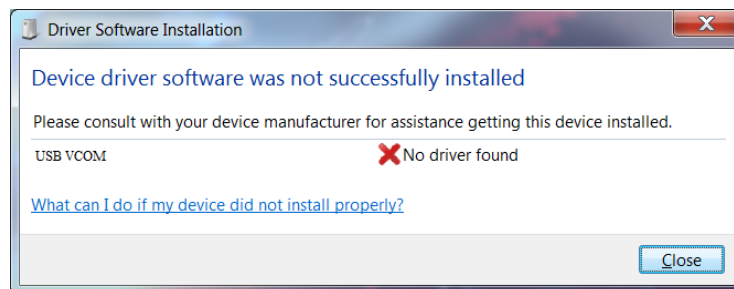 Driver Software Installation
Device driver software was not successfully installed
Please consult with your device manufacturer for assistance getting this device installed.
USB VCOM No driver found
What can I do if my device did not install properly?
Close